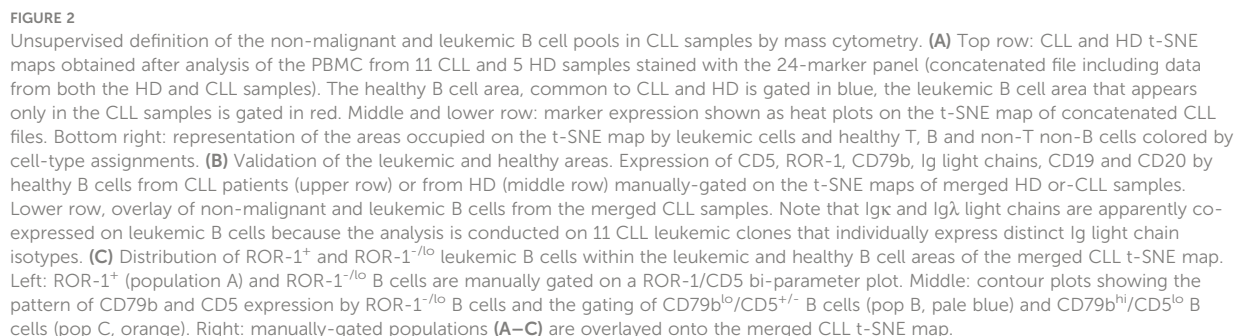 FIGURE 2
Unsupervised definition of the non-malignant and leukemic B cell pools in CLL samples by mass cytometry. (A) Top row: CLL and HD t-SNE
maps obtained after analysis of the PBMC from 11 CLL and 5 HD samples stained with the 24-marker panel (concatenated file including data
from both the HD and CLL samples). The healthy B cell area, common to CLL and HD is gated in blue, the leukemic B cell area that appears
only in the CLL samples is gated in red. Middle and lower row: marker expression shown as heat plots on the t-SNE map of concatenated CLL
files. Bottom right: representation of the areas occupied on the t-SNE map by leukemic cells and healthy T, B and non-T non-B cells colored by
cell-type assignments. (B) Validation of the leukemic and healthy areas. Expression of CD5, ROR-1, CD79b, Ig light chains, CD19 and CD20 by
healthy B cells from CLL patients (upper row) or from HD (middle row) manually-gated on the t-SNE maps of merged HD or-CLL samples.
Lower row, overlay of non-malignant and leukemic B cells from the merged CLL samples. Note that Igκ and Igλ light chains are apparently co-
expressed on leukemic B cells because the analysis is conducted on 11 CLL leukemic clones that individually express distinct Ig light chain
isotypes. (C) Distribution of ROR-1⁺ and ROR-1⁻/ˡᵒ leukemic B cells within the leukemic and healthy B cell areas of the merged CLL t-SNE map.
Left: ROR-1⁺ (population A) and ROR-1⁻/ˡᵒ B cells are manually gated on a ROR-1/CD5 bi-parameter plot. Middle: contour plots showing the
pattern of CD79b and CD5 expression by ROR-1⁻/ˡᵒ B cells and the gating of CD79bˡᵒ/CD5⁺/⁻ B cells (pop B, pale blue) and CD79bʰⁱ/CD5ˡᵒ B
cells (pop C, orange). Right: manually-gated populations (A–C) are overlayed onto the merged CLL t-SNE map.